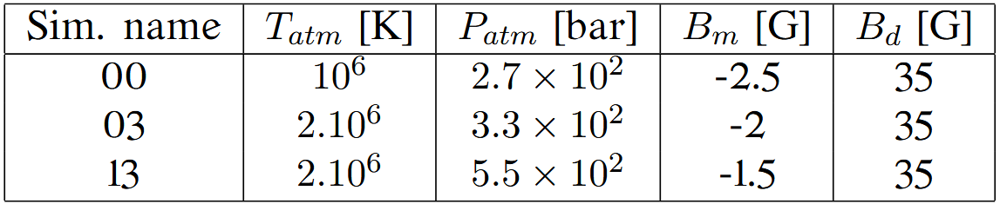 Sim. name T_atm [K] P_atm [bar] B_m [G] B_d [G]
00 10^6 2.7 × 10^2 -2.5 35
03 2.10^6 3.3 × 10^2 -2 35
13 2.10^6 5.5 × 10^2 -1.5 35